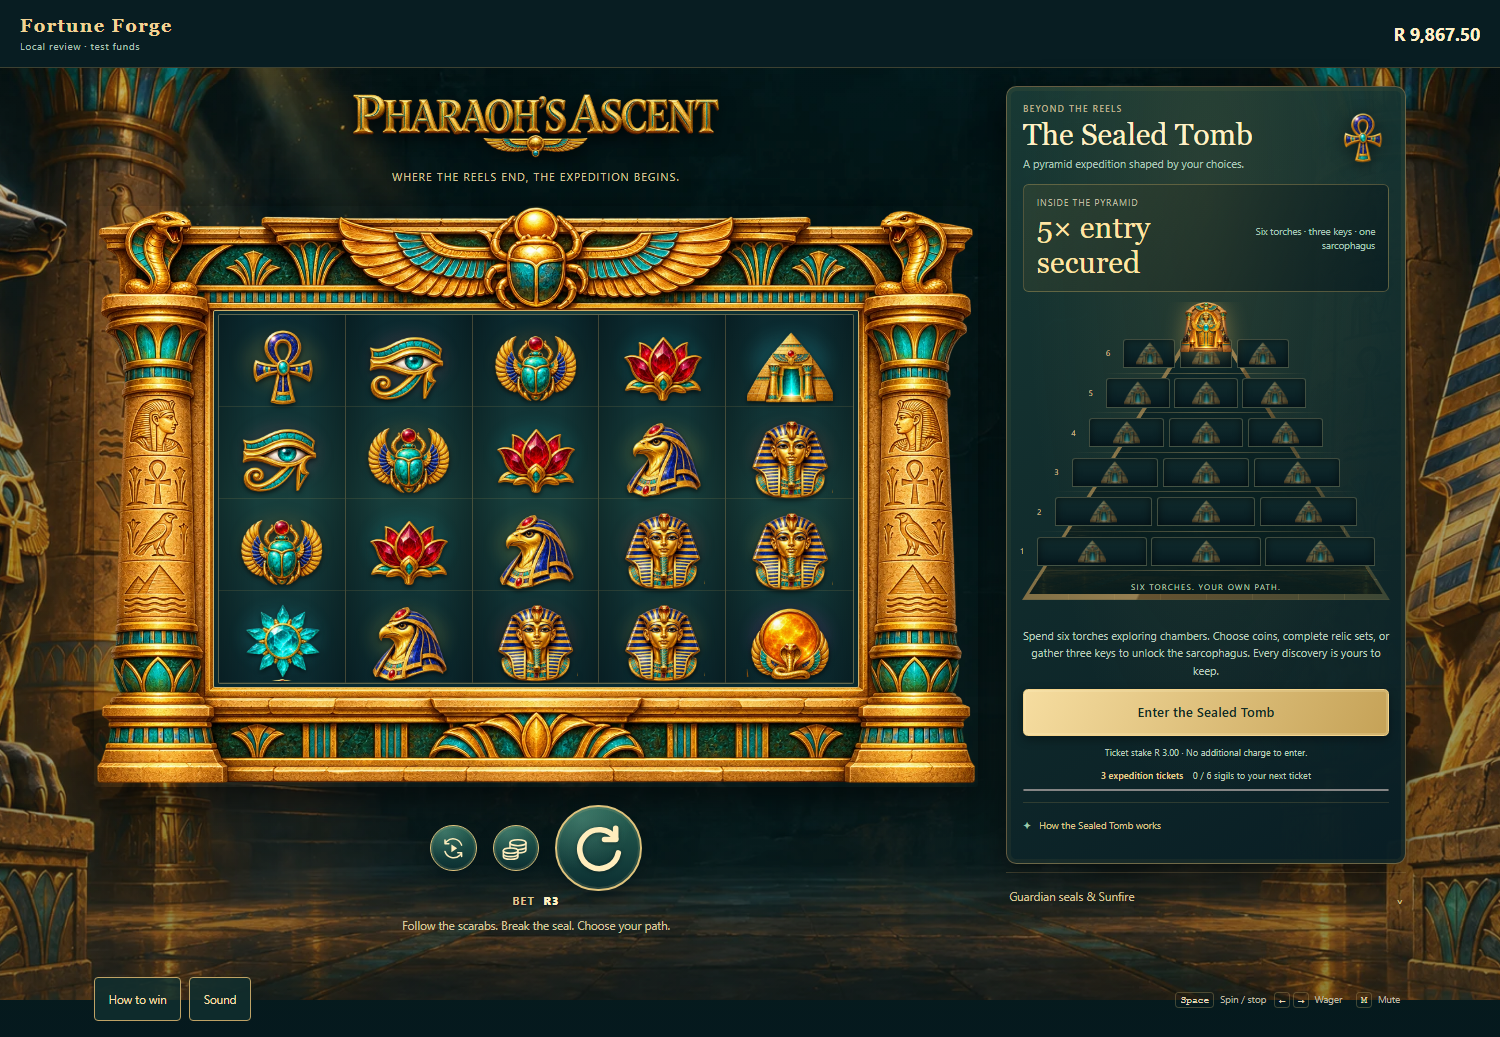 Fortune Forge
Local review · test funds
R 9,867.50
PHARAOH'S ASCENT
WHERE THE REELS END, THE EXPEDITION BEGINS.
BEYOND THE REELS
The Sealed Tomb
A pyramid expedition shaped by your choices.
INSIDE THE PYRAMID
5× entry
secured
Six torches · three keys · one
sarcophagus
6
5
4
3
2
1
SIX TORCHES. YOUR OWN PATH.
Spend six torches exploring chambers. Choose coins, complete relic sets, or
gather three keys to unlock the sarcophagus. Every discovery is yours to
keep.
Enter the Sealed Tomb
Ticket stake R 3.00 · No additional charge to enter.
3 expedition tickets 0 / 6 sigils to your next ticket
How the Sealed Tomb works
Guardian seals & Sunfire
BET R3
Follow the scarabs. Break the seal. Choose your path.
How to win
Sound
Space Spin / stop ← → Wager M Mute